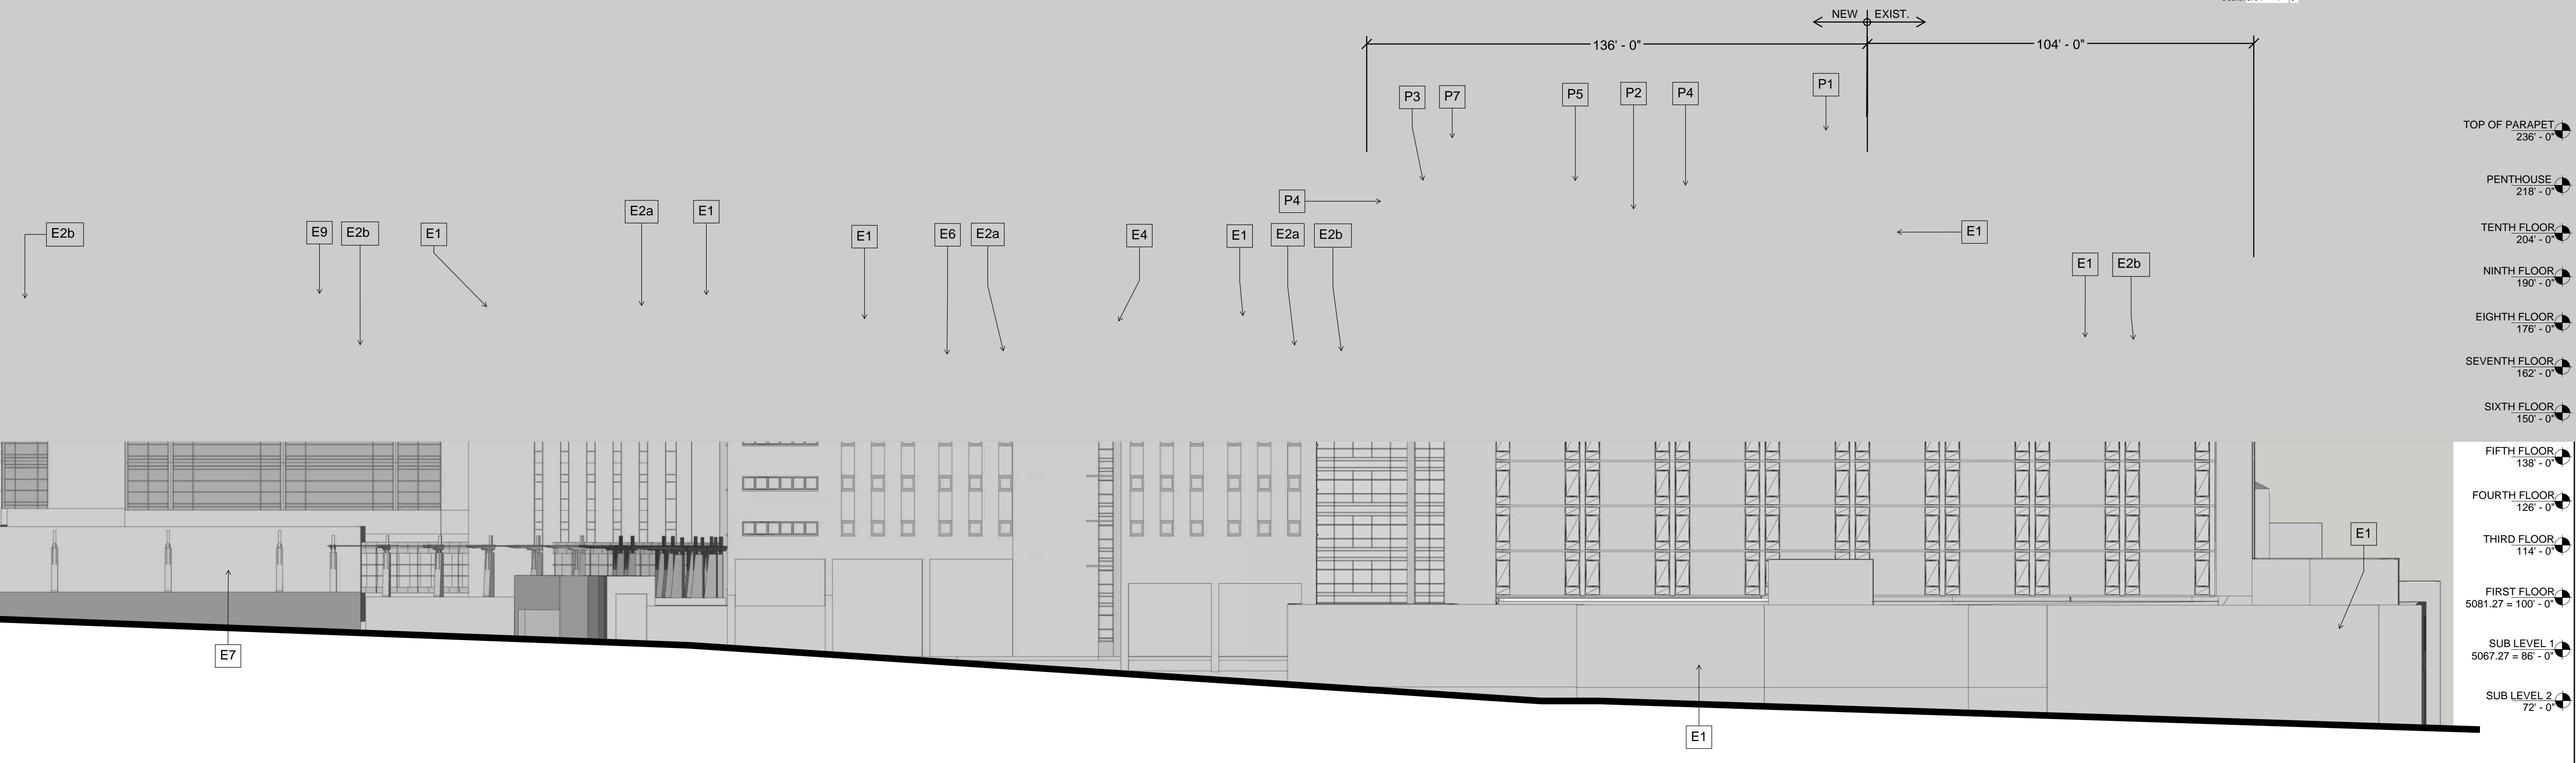 NEW EXIST.
136' - 0" 104' - 0"
P3 P7 P5 P2 P4 P1
TOP OF PARAPET
236' - 0"
PENTHOUSE
218' - 0"
P4
E2a E1
E2b E9 E2b E1 E1 E6 E2a E4 E1 E2a E2b E1
TENTH FLOOR
204' - 0"
E1 E2b
NINTH FLOOR
190' - 0"
EIGHTH FLOOR
176' - 0"
SEVENTH FLOOR
162' - 0"
SIXTH FLOOR
150' - 0"
FIFTH FLOOR
138' - 0"
FOURTH FLOOR
126' - 0"
E1
THIRD FLOOR
114' - 0"
FIRST FLOOR
5081.27 = 100' - 0"
SUB LEVEL 1
5067.27 = 86' - 0"
E7
SUB LEVEL 2
72' - 0"
E1